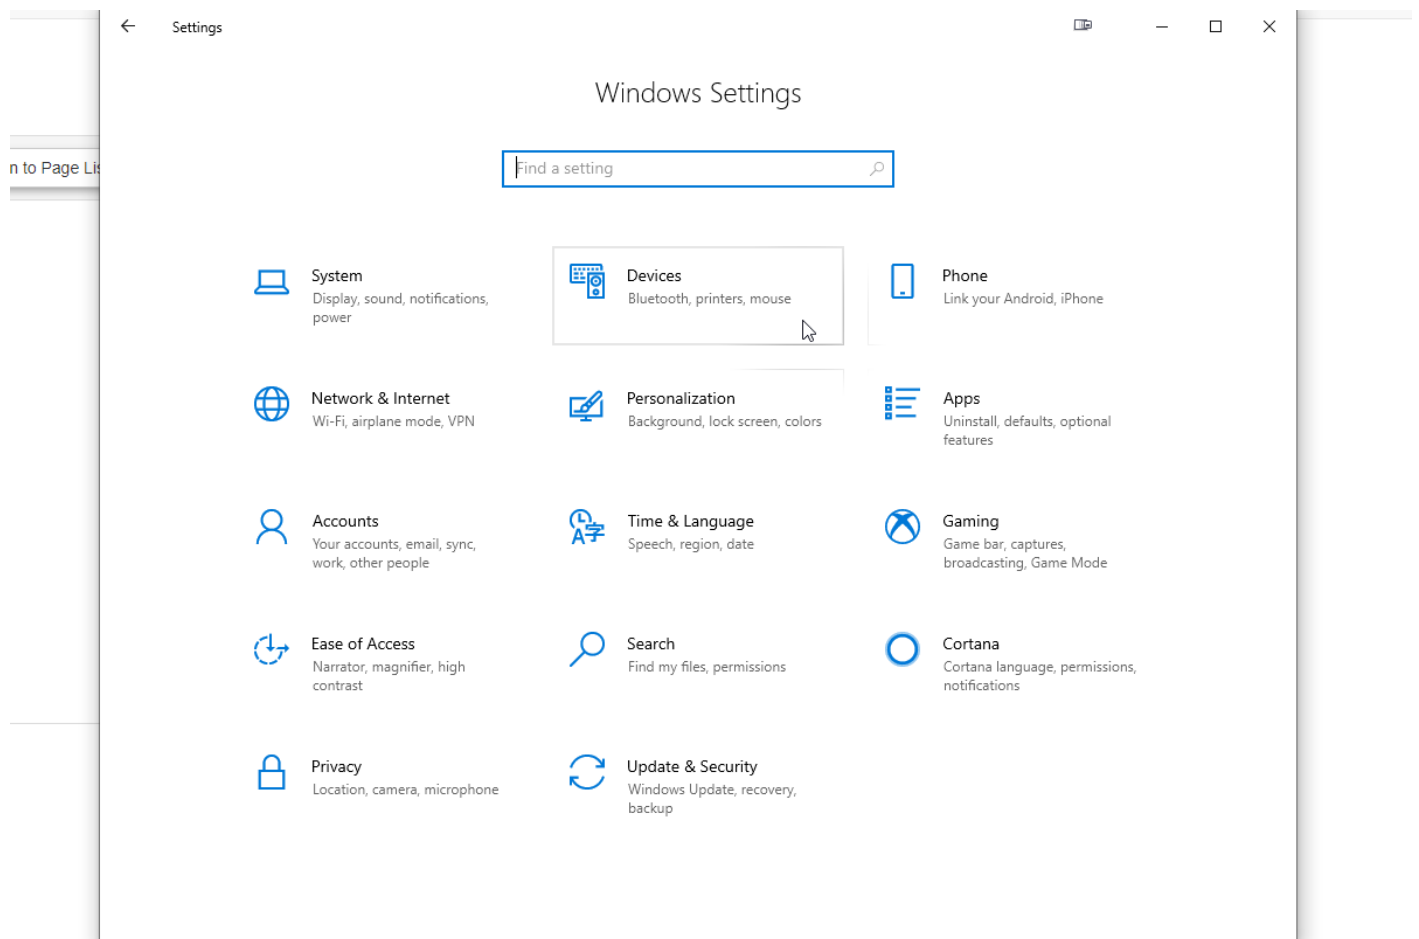 Settings
Windows Settings
n to Page Lis
Find a setting
System
Display, sound, notifications,
power
Devices
Bluetooth, printers, mouse
Phone
Link your Android, iPhone
Network & Internet
Wi-Fi, airplane mode, VPN
Personalization
Background, lock screen, colors
Apps
Uninstall, defaults, optional
features
Accounts
Your accounts, email, sync,
work, other people
Time & Language
Speech, region, date
Gaming
Game bar, captures,
broadcasting, Game Mode
Ease of Access
Narrator, magnifier, high
contrast
Search
Find my files, permissions
Cortana
Cortana language, permissions,
notifications
Privacy
Location, camera, microphone
Update & Security
Windows Update, recovery,
backup